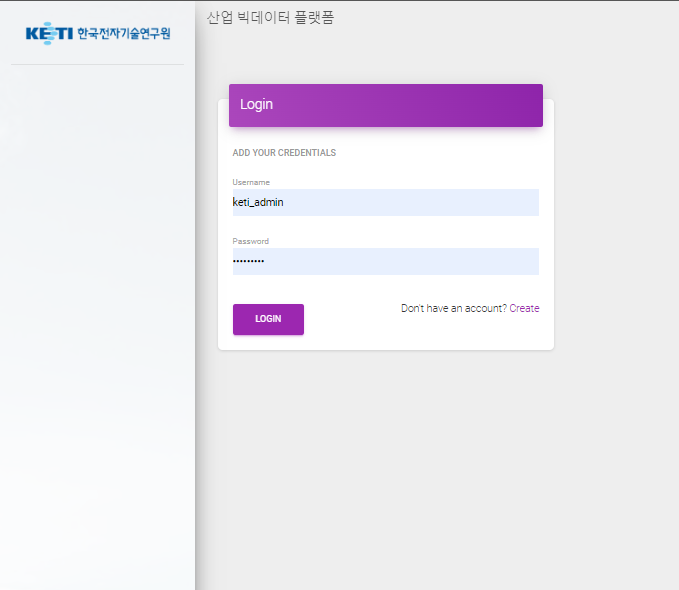 KETI 한국전자기술연구원
산업 빅데이터 플랫폼
Login
ADD YOUR CREDENTIALS
Username
keti_admin
Password
•••••••••
LOGIN
Don't have an account? Create